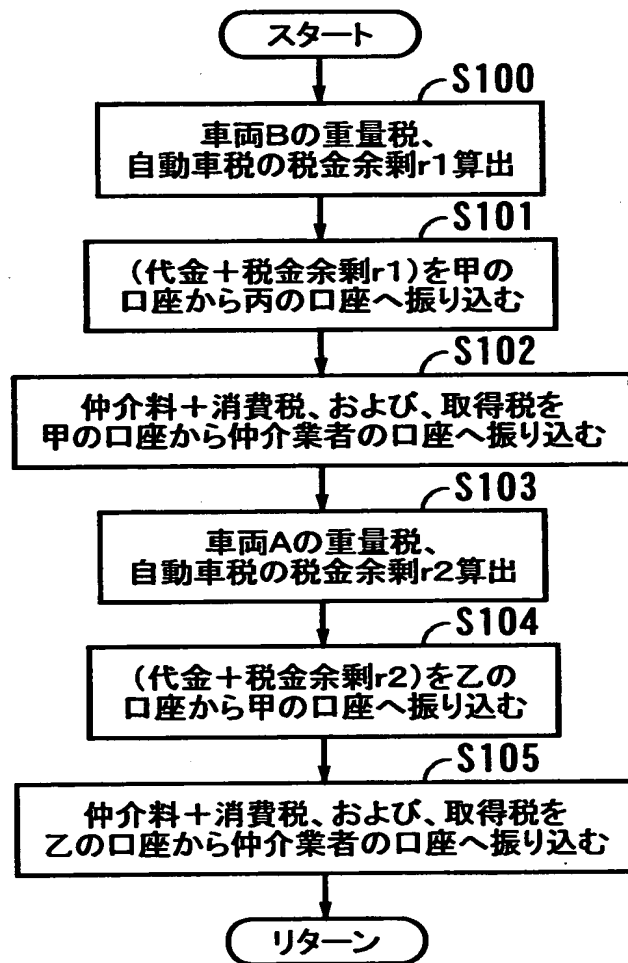 スタート
S100
車両Bの重量税、
自動車税の税金余剰r1算出
S101
(代金+税金余剰r1)を甲の
口座から丙の口座へ振り込む
S102
仲介料+消費税、および、取得税を
甲の口座から仲介業者の口座へ振り込む
S103
車両Aの重量税、
自動車税の税金余剰r2算出
S104
(代金+税金余剰r2)を乙の
口座から甲の口座へ振り込む
S105
仲介料+消費税、および、取得税を
乙の口座から仲介業者の口座へ振り込む
リターン